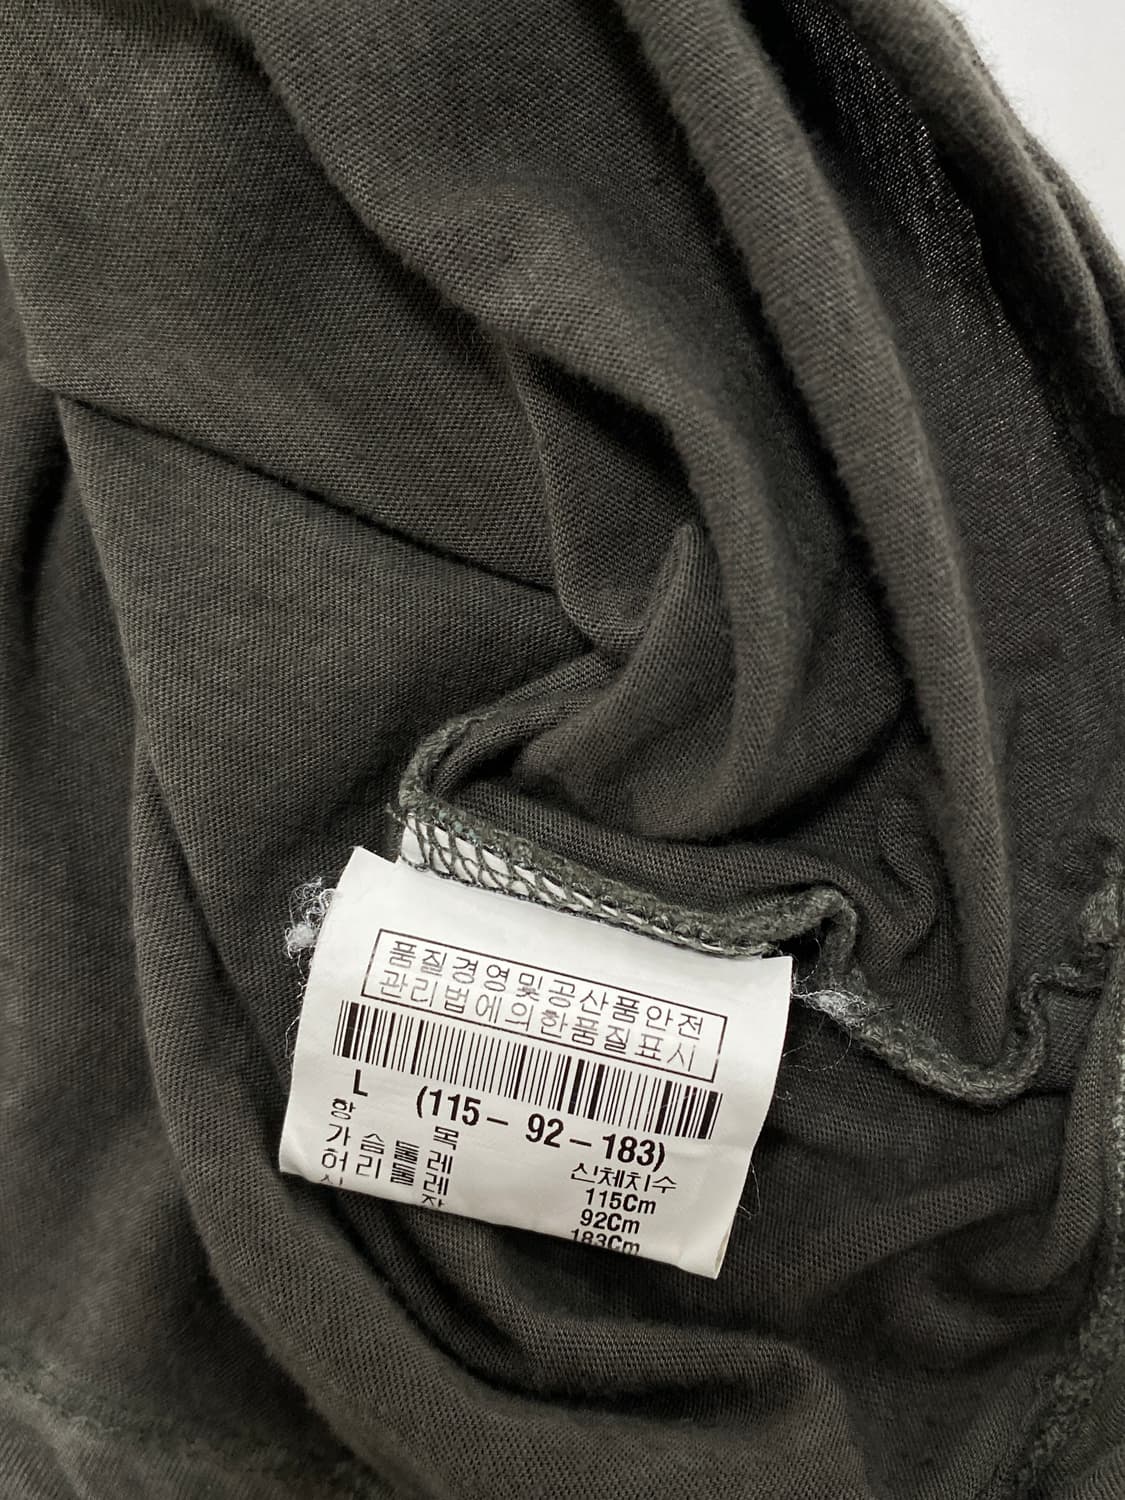 품질경영및공산품안전
관리법에의한품질표시
L (115- 92-183)
항 목 신체치수
가 슴 둘 레 115Cm
허 리 둘 레 92Cm
신 장 183Cm